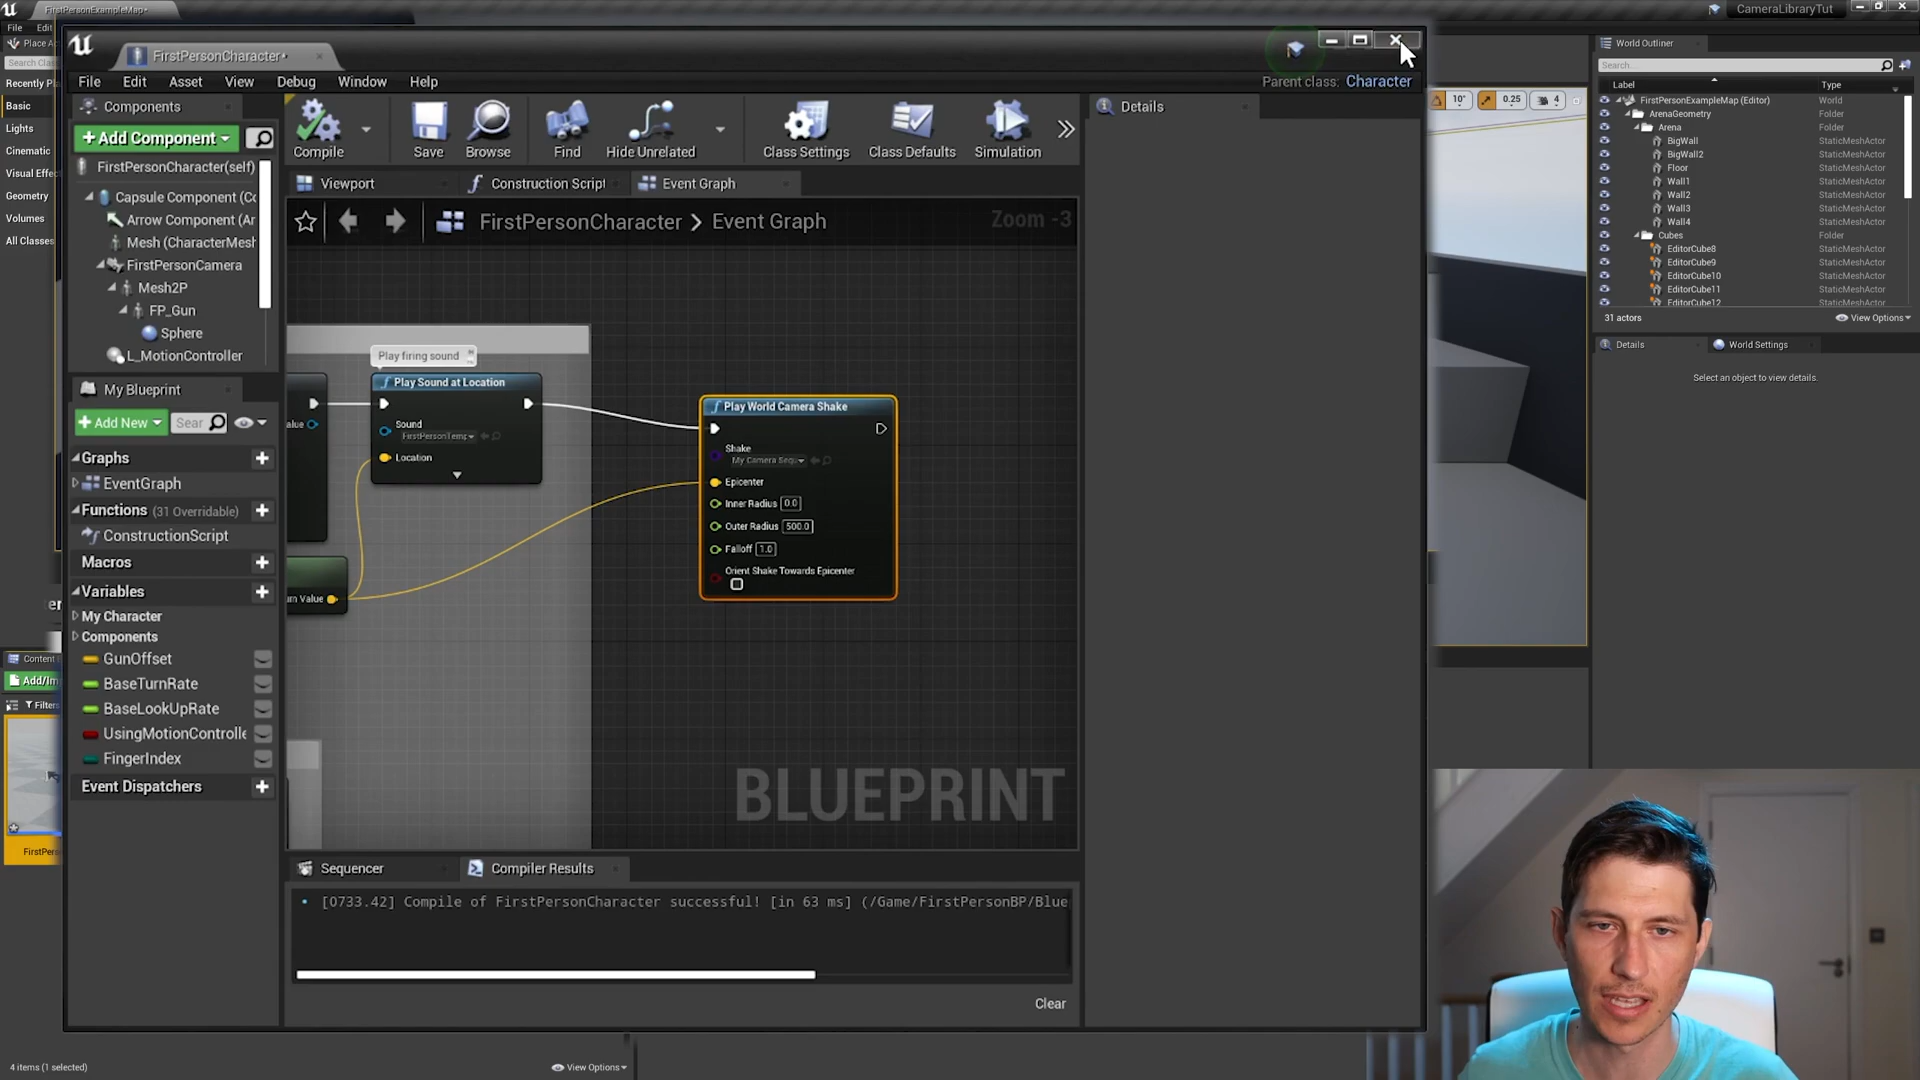 FirstPersonExampleMap•
CameraLibraryTut
File Edit
Place A
Search Clas
Recently Pl
Basic
Lights
Cinematic
Visual Effe
Geometry
Volumes
All Classes
FirstPersonCharacter•
Parent class: Character
File Edit Asset View Debug Window Help
Components
+ Add Component
FirstPersonCharacter(self)
Capsule Component (Cc
Arrow Component (Ar
Mesh (CharacterMesh
FirstPersonCamera
Mesh2P
FP_Gun
Sphere
L_MotionController
My Blueprint
+ Add New
Sear
Graphs
EventGraph
Functions (31 Overridable)
ConstructionScript
Macros
Variables
My Character
Components
GunOffset
BaseTurnRate
BaseLookUpRate
UsingMotionControlle
FingerIndex
Event Dispatchers
Compile Save Browse Find Hide Unrelated Class Settings Class Defaults Simulation
Viewport Construction Script Event Graph
FirstPersonCharacter > Event Graph
Zoom -3
Play firing sound
Play Sound at Location
Sound
FirstPersonTemp
Location
alue
urn Value
Play World Camera Shake
Shake
My Camera Sequ
Epicenter
Inner Radius 0.0
Outer Radius 500.0
Falloff 1.0
Orient Shake Towards Epicenter
BLUEPRINT
Sequencer Compiler Results
[0733.42] Compile of FirstPersonCharacter successful! [in 63 ms] (/Game/FirstPersonBP/Blue
Clear
Details
10° 0.25 4
World Outliner
Search...
Label Type
FirstPersonExampleMap (Editor) World
ArenaGeometry Folder
Arena Folder
BigWall StaticMeshActor
BigWall2 StaticMeshActor
Floor StaticMeshActor
Wall1 StaticMeshActor
Wall2 StaticMeshActor
Wall3 StaticMeshActor
Wall4 StaticMeshActor
Cubes Folder
EditorCube8 StaticMeshActor
EditorCube9 StaticMeshActor
EditorCube10 StaticMeshActor
EditorCube11 StaticMeshActor
EditorCube12 StaticMeshActor
31 actors
View Options
Details World Settings
Select an object to view details.
er
Content
Add/Im
Filters
FirstPer
4 items (1 selected)
View Options